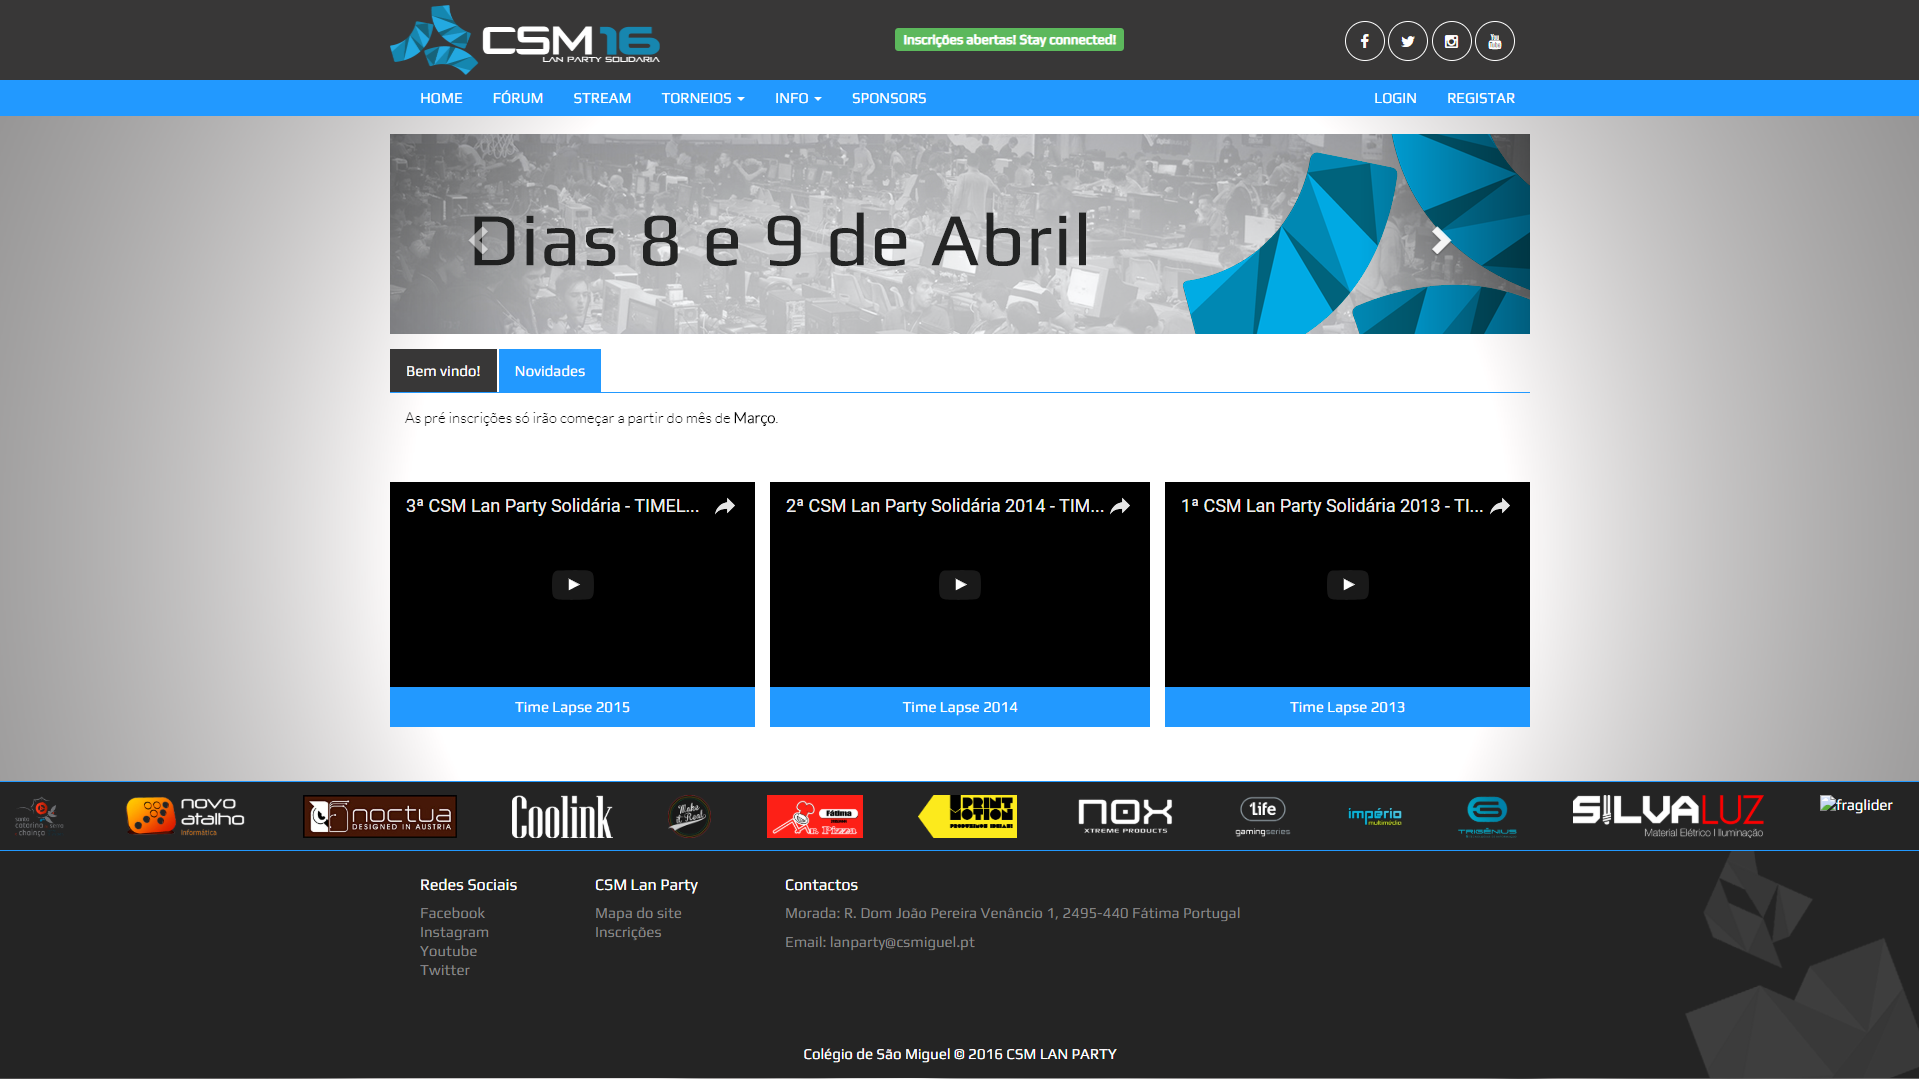 CSM16
LAN PARTY SOLIDÁRIA
Inscrições abertas! Stay connected!
HOME
FÓRUM
STREAM
TORNEIOS
INFO
SPONSORS
LOGIN
REGISTAR
Dias 8 e 9 de Abril
Bem vindo!
Novidades
As pré inscrições só irão começar a partir do mês de Março.
3ª CSM Lan Party Solidária - TIMEL...
2ª CSM Lan Party Solidária 2014 - TIM...
1ª CSM Lan Party Solidária 2013 - TI...
Time Lapse 2015
Time Lapse 2014
Time Lapse 2013
novo atalho
Informática
noctua
DESIGNED IN AUSTRIA
Coolink
Make it Real
Fátima
Pizza
PRINT MOTION
NOX
XTREME PRODUCTS
1life
gamingseries
império
multimedia
TRIGÉNIUS
SILVALUZ
Material Elétrico | Iluminação
fraglider
Redes Sociais
Facebook
Instagram
Youtube
Twitter
CSM Lan Party
Mapa do site
Inscrições
Contactos
Morada: R. Dom João Pereira Venâncio 1, 2495-440 Fátima Portugal
Email: lanparty@csmiguel.pt
Colégio de São Miguel © 2016 CSM LAN PARTY